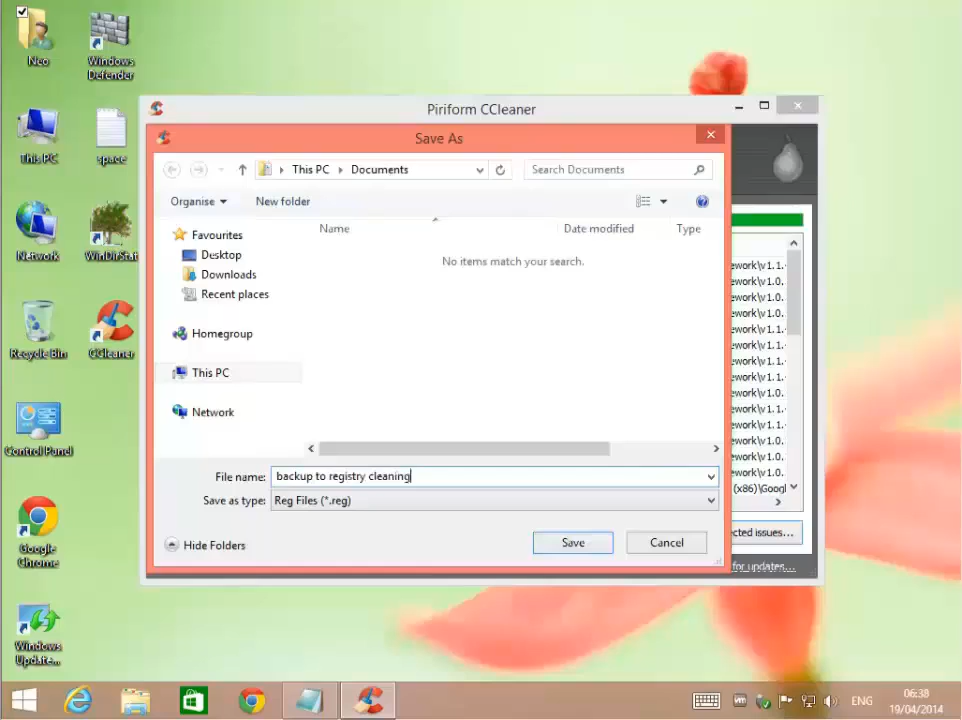 Neo
Windows
Defender
This PC
space
Network
WinDirStat
Recycle Bin
CCleaner
Control Panel
Google
Chrome
Windows
Update...
Piriform CCleaner
Save As
This PC
Documents
Search Documents
Organise
New folder
Name
Date modified
Type
No items match your search.
Favourites
Desktop
Downloads
Recent places
Homegroup
This PC
Network
File name:
backup to registry cleaning
Save as type:
Reg Files (*.reg)
Hide Folders
Save
Cancel
ework\v1.1.
ework\v1.0.
ework\v1.0.
ework\v1.0.
ework\v1.1.
ework\v1.1.
ework\v1.1.
ework\v1.1.
ework\v1.0.
ework\v1.1.
ework\v1.1.
ework\v1.0.
ework\v1.0.
ework\v1.0.
(x86)\Googl
ected issues...
for updates...
ENG
06:38
19/04/2014